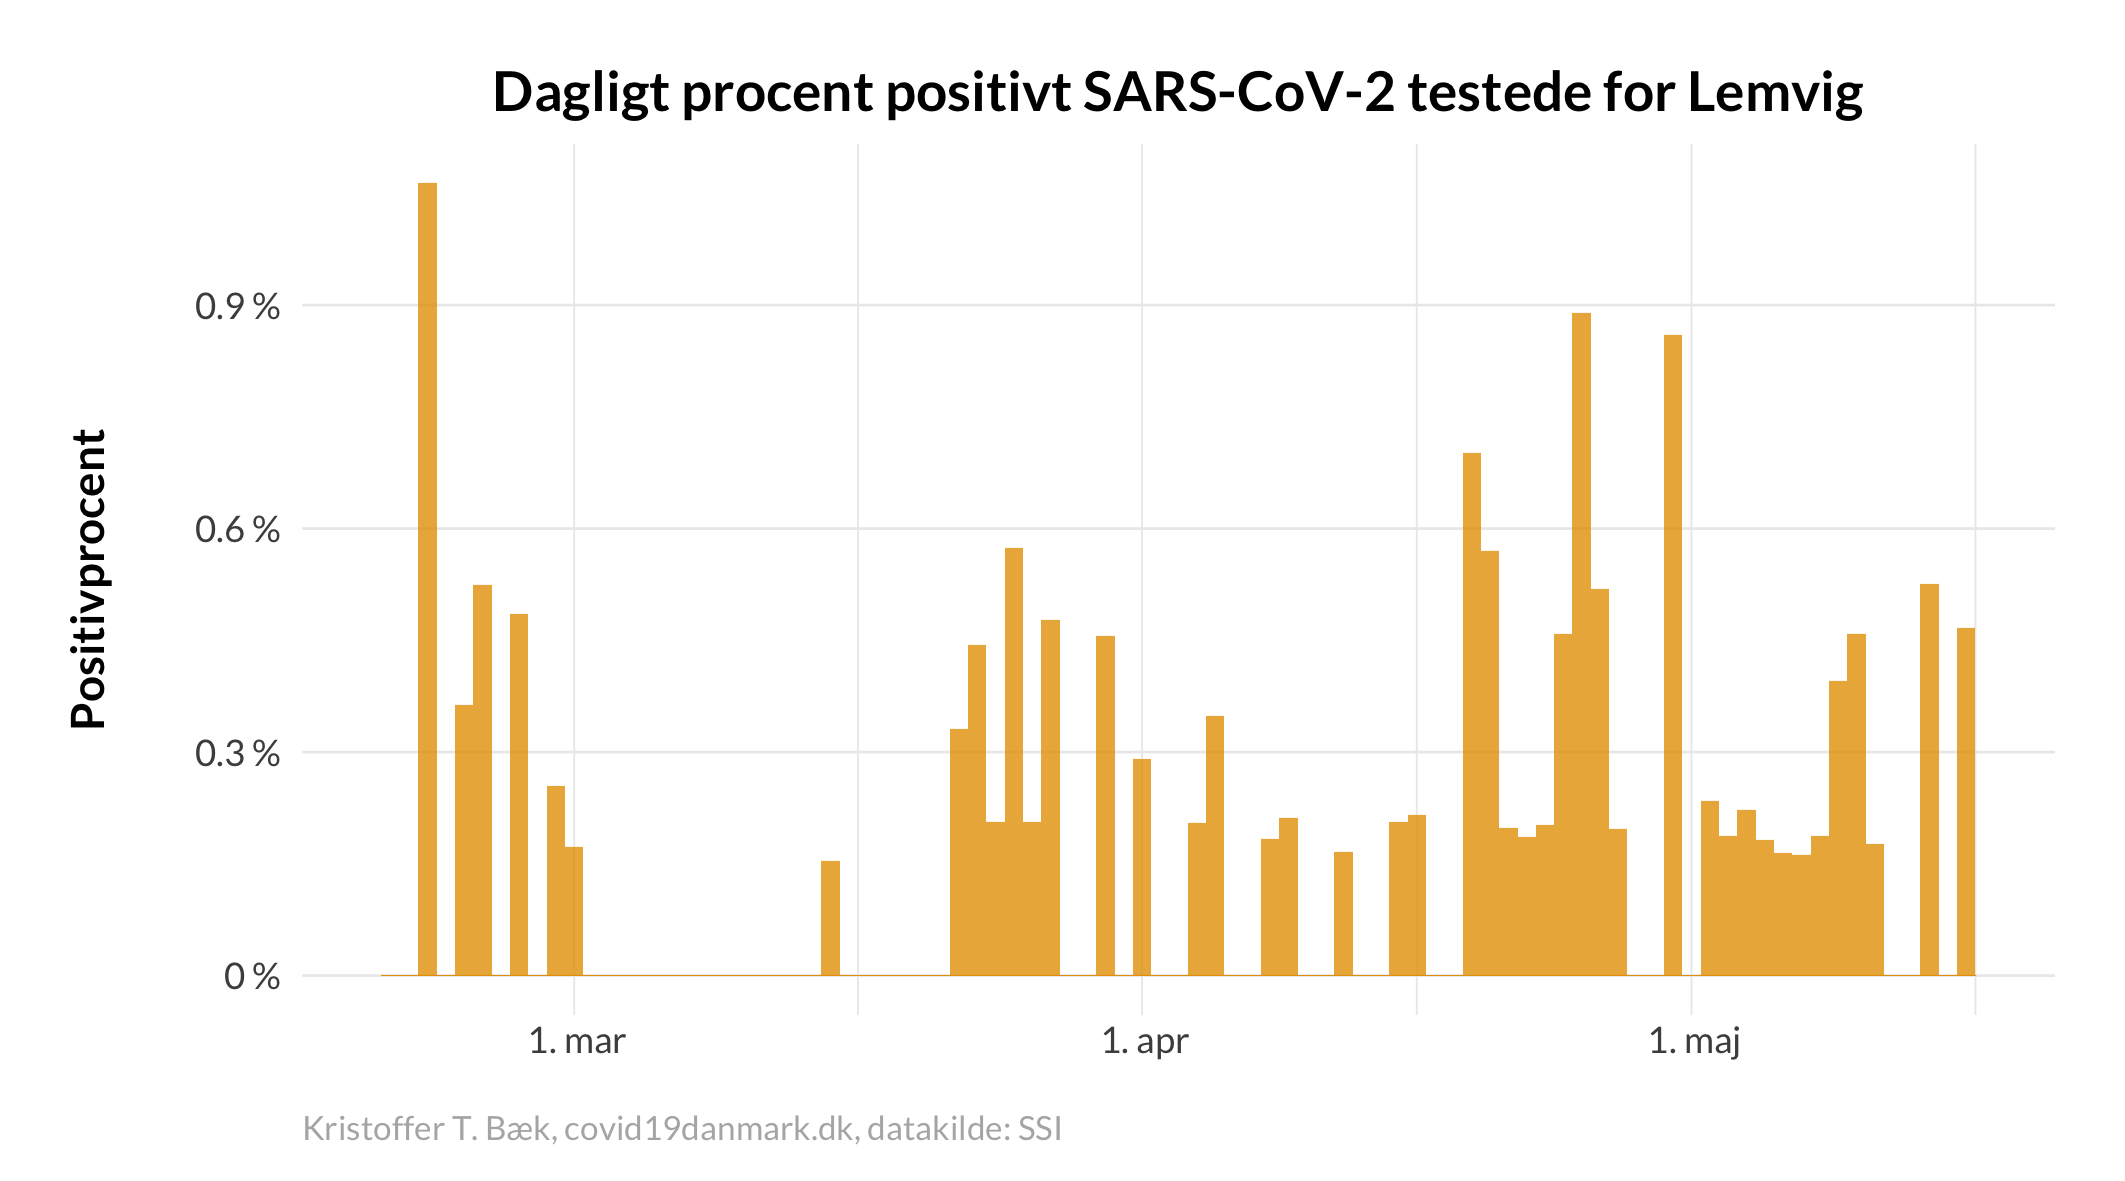 Dagligt procent positivt SARS-CoV-2 testede for Lemvig
Positivprocent
0.9 %
0.6 %
0.3 %
0 %
1. mar
1. apr
1. maj
Kristoffer T. Bæk, covid19danmark.dk, datakilde: SSI